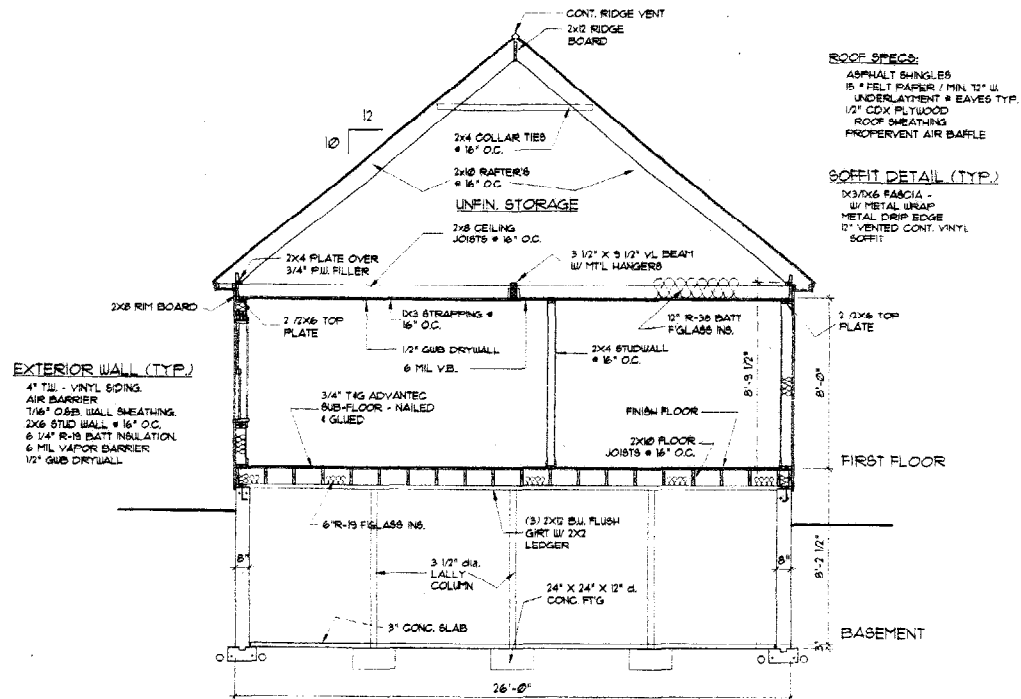 CONT. RIDGE VENT
2x12 RIDGE
BOARD
ROOF SPECS:
ASPHALT SHINGLES
15 # FELT PAPER / MIN. 72" W.
UNDERLAYMENT @ EAVES TYP.
1/2" CDX PLYWOOD
ROOF SHEATHING
PROPERVENT AIR BAFFLE
12
10
2x4 COLLAR TIES
@ 16" O.C.
2x10 RAFTER'S
@ 16" O.C.
UNFIN. STORAGE
SOFFIT DETAIL (TYP.)
1X3/1X6 FASCIA -
W/ METAL WRAP
METAL DRIP EDGE
12" VENTED CONT. VINYL
SOFFIT
2x8 CEILING
JOISTS @ 16" O.C.
2x4 PLATE OVER
3/4" P.W. FILLER
3 1/2" X 9 1/2" VL BEAM
W/ MT'L HANGERS
2X8 RIM BOARD
2 /2X6 TOP
PLATE
1X3 STRAPPING @
16" O.C.
12" R-38 BATT
F'GLASS INS.
2 /2X6 TOP
PLATE
1/2" GWB DRYWALL
6 MIL V.B.
2X4 STUDWALL
@ 16" O.C.
8'-9 1/2"
8'-0"
EXTERIOR WALL (TYP.)
4" T.W. - VINYL SIDING.
AIR BARRIER
7/16" O.S.B. WALL SHEATHING.
2X6 STUD WALL @ 16" O.C.
6 1/4" R-19 BATT INSULATION.
6 MIL VAPOR BARRIER
1/2" GWB DRYWALL
3/4" T&G ADVANTEC
SUB-FLOOR - NAILED
& GLUED
FINISH FLOOR
2X10 FLOOR
JOISTS @ 16" O.C.
FIRST FLOOR
6"R-19 F'GLASS INS.
(3) 2X12 B.U. FLUSH
GIRT W/ 2X2
LEDGER
8"
8"
8'-2 1/2"
3 1/2" dia.
LALLY
COLUMN
24" X 24" X 12" d.
CONC. FT'G
3" CONC. SLAB
BASEMENT
3"
26'-0"